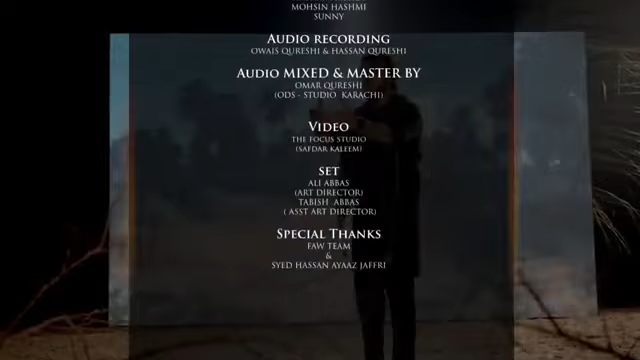 MOHSIN HASHMI
SUNNY
AUDIO RECORDING
OWAIS QURESHI & HASSAN QURESHI
AUDIO MIXED & MASTER BY
OMAR QURESHI
(ODS - STUDIO KARACHI)
VIDEO
THE FOCUS STUDIO
(SAFDAR KALEEM)
SET
ALI ABBAS
(ART DIRECTOR)
TABISH ABBAS
( ASST ART DIRECTOR)
SPECIAL THANKS
FAW TEAM
&
SYED HASSAN AYAAZ JAFFRI